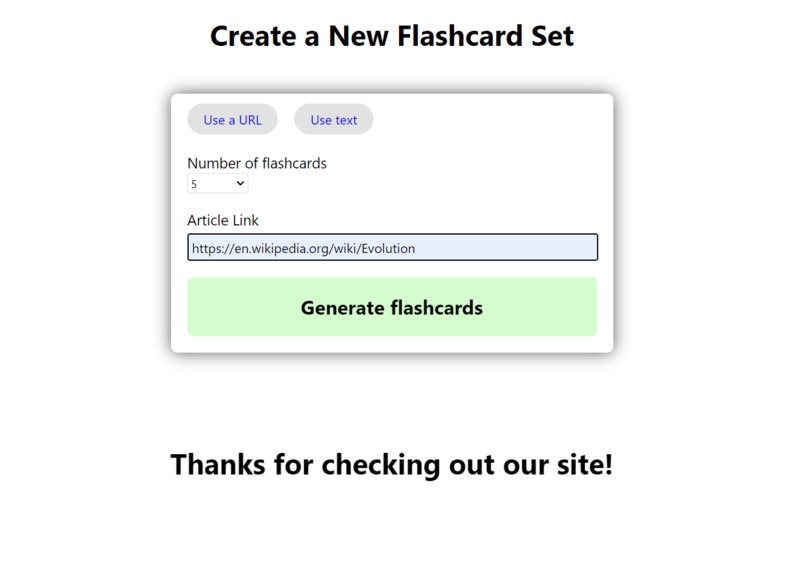 Create a New Flashcard Set
Use a URL Use text
Number of flashcards
5
Article Link
https://en.wikipedia.org/wiki/Evolution
Generate flashcards
Thanks for checking out our site!